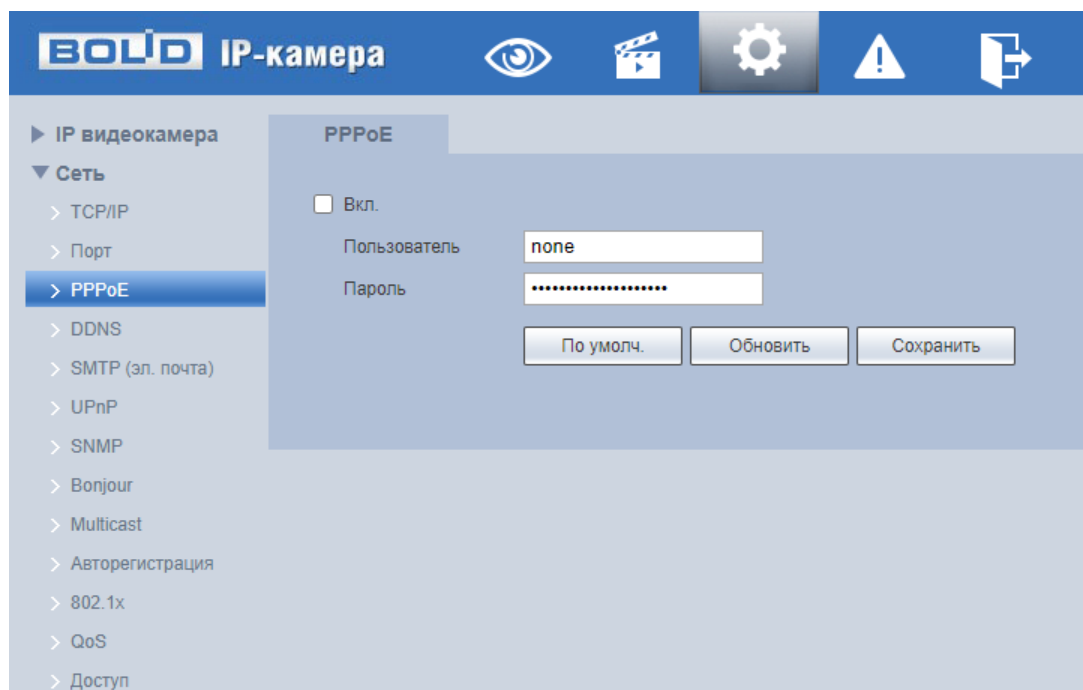 BOLID IP-камера
IP видеокамера
Сеть
TCP/IP
Порт
PPPoE
DDNS
SMTP (эл. почта)
UPnP
SNMP
Bonjour
Multicast
Авторегистрация
802.1x
QoS
Доступ
PPPoE
Вкл.
Пользователь none
Пароль ••••••••••••••••••••
По умолч. Обновить Сохранить